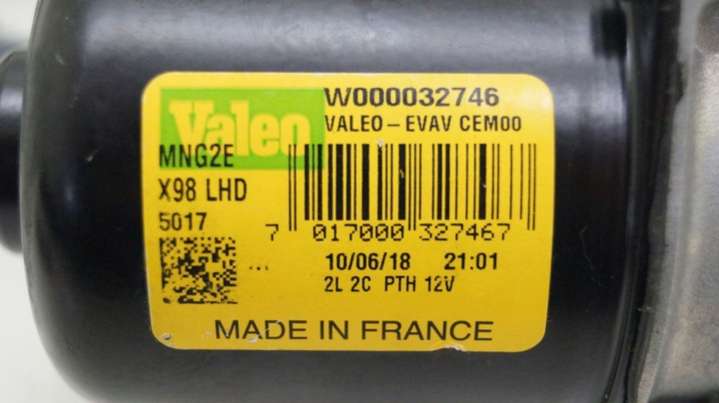 Valeo
W000032746
VALEO-EVAV CEM00
MNG2E
X98 LHD
5017
7 017000 327467
10/06/18 21:01
2L 2C PTH 12V
MADE IN FRANCE